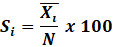 Sᵢ = X̅ᵢ / N x 100